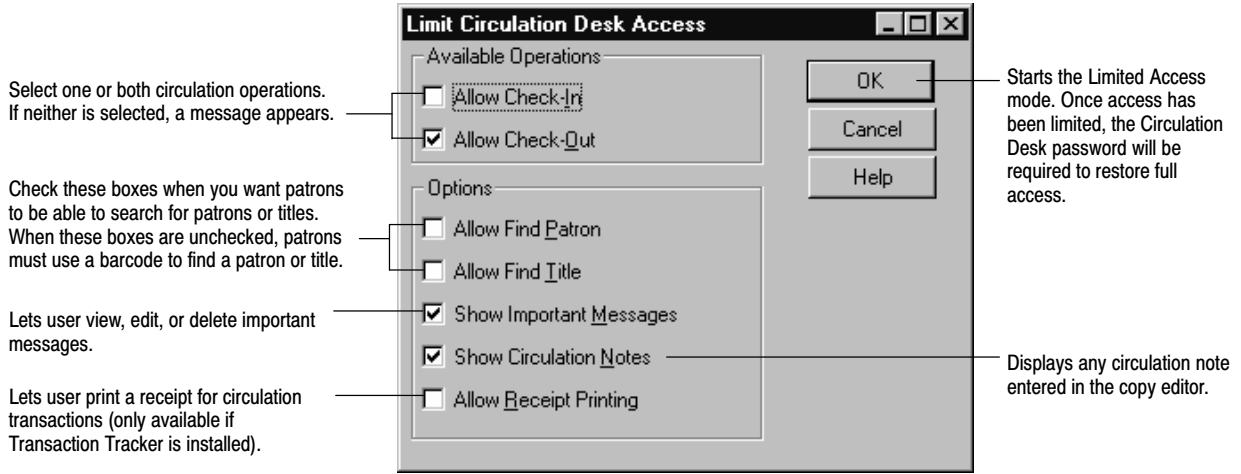 Limit Circulation Desk Access
Available Operations
Allow Check-In
Allow Check-Out
Options
Allow Find Patron
Allow Find Title
Show Important Messages
Show Circulation Notes
Allow Receipt Printing
OK
Cancel
Help
Select one or both circulation operations.
If neither is selected, a message appears.
Check these boxes when you want patrons
to be able to search for patrons or titles.
When these boxes are unchecked, patrons
must use a barcode to find a patron or title.
Lets user view, edit, or delete important
messages.
Lets user print a receipt for circulation
transactions (only available if
Transaction Tracker is installed).
Starts the Limited Access
mode. Once access has
been limited, the Circulation
Desk password will be
required to restore full
access.
Displays any circulation note
entered in the copy editor.